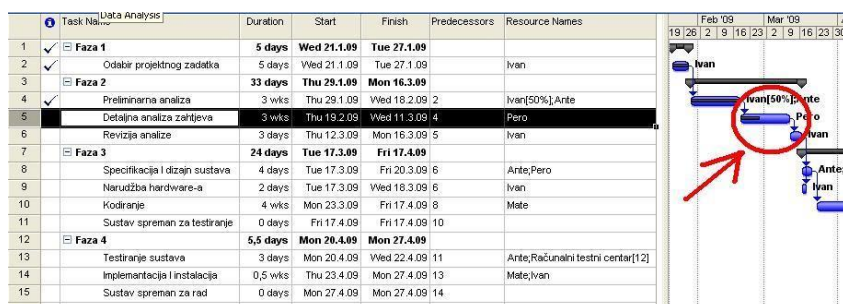 Data Analysis
Task Name Duration Start Finish Predecessors Resource Names
Feb '09 Mar '09
19 26 2 9 16 23 2 9 16 23 30
1 Faza 1 5 days Wed 21.1.09 Tue 27.1.09
2 Odabir projektnog zadatka 5 days Wed 21.1.09 Tue 27.1.09 Ivan Ivan
3 Faza 2 33 days Thu 29.1.09 Mon 16.3.09
4 Preliminarna analiza 3 wks Thu 29.1.09 Wed 18.2.09 2 Ivan[50%];Ante Ivan[50%];Ante
5 Detaljna analiza zahtjeva 3 wks Thu 19.2.09 Wed 11.3.09 4 Pero Pero
6 Revizija analize 3 days Thu 12.3.09 Mon 16.3.09 5 Ivan Ivan
7 Faza 3 24 days Tue 17.3.09 Fri 17.4.09
8 Specifikacija I dizajn sustava 4 days Tue 17.3.09 Fri 20.3.09 6 Ante;Pero Ante;
9 Narudžba hardware-a 2 days Tue 17.3.09 Wed 18.3.09 6 Ivan Ivan
10 Kodiranje 4 wks Mon 23.3.09 Fri 17.4.09 8 Mate
11 Sustav spreman za testiranje 0 days Fri 17.4.09 Fri 17.4.09 10
12 Faza 4 5,5 days Mon 20.4.09 Mon 27.4.09
13 Testiranje sustava 3 days Mon 20.4.09 Wed 22.4.09 11 Ante;Računalni testni centar[12]
14 Implemantacija I instalacija 0,5 wks Thu 23.4.09 Mon 27.4.09 13 Mate;Ivan
15 Sustav spreman za rad 0 days Mon 27.4.09 Mon 27.4.09 14